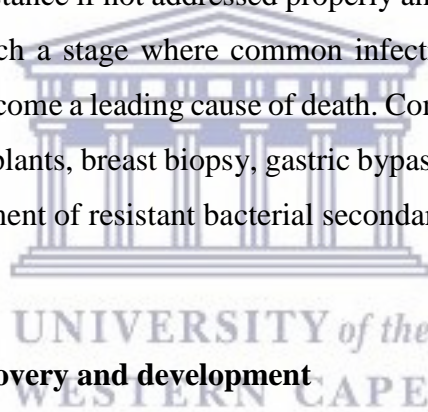 stance if not addressed properly an
ch a stage where common infect
come a leading cause of death. Con
plants, breast biopsy, gastric bypas
ment of resistant bacterial secondar
UNIVERSITY of the
overy and development
WESTERN CAPE